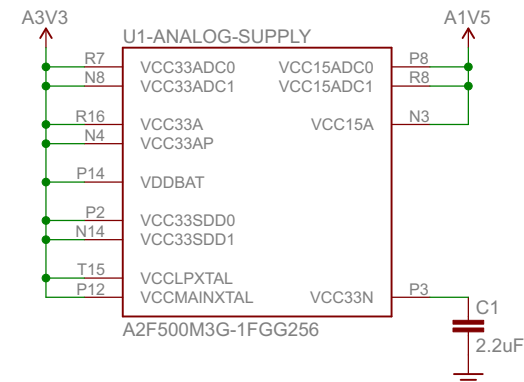 A3V3 A1V5
U1-ANALOG-SUPPLY
R7 VCC33ADC0 VCC15ADC0 P8
N8 VCC33ADC1 VCC15ADC1 R8
R16 VCC33A VCC15A N3
N4 VCC33AP
P14 VDDBAT
P2 VCC33SDD0
N14 VCC33SDD1
T15 VCCLPXTAL
P12 VCCMAINXTAL VCC33N P3
C1
A2F500M3G-1FGG256
2.2uF